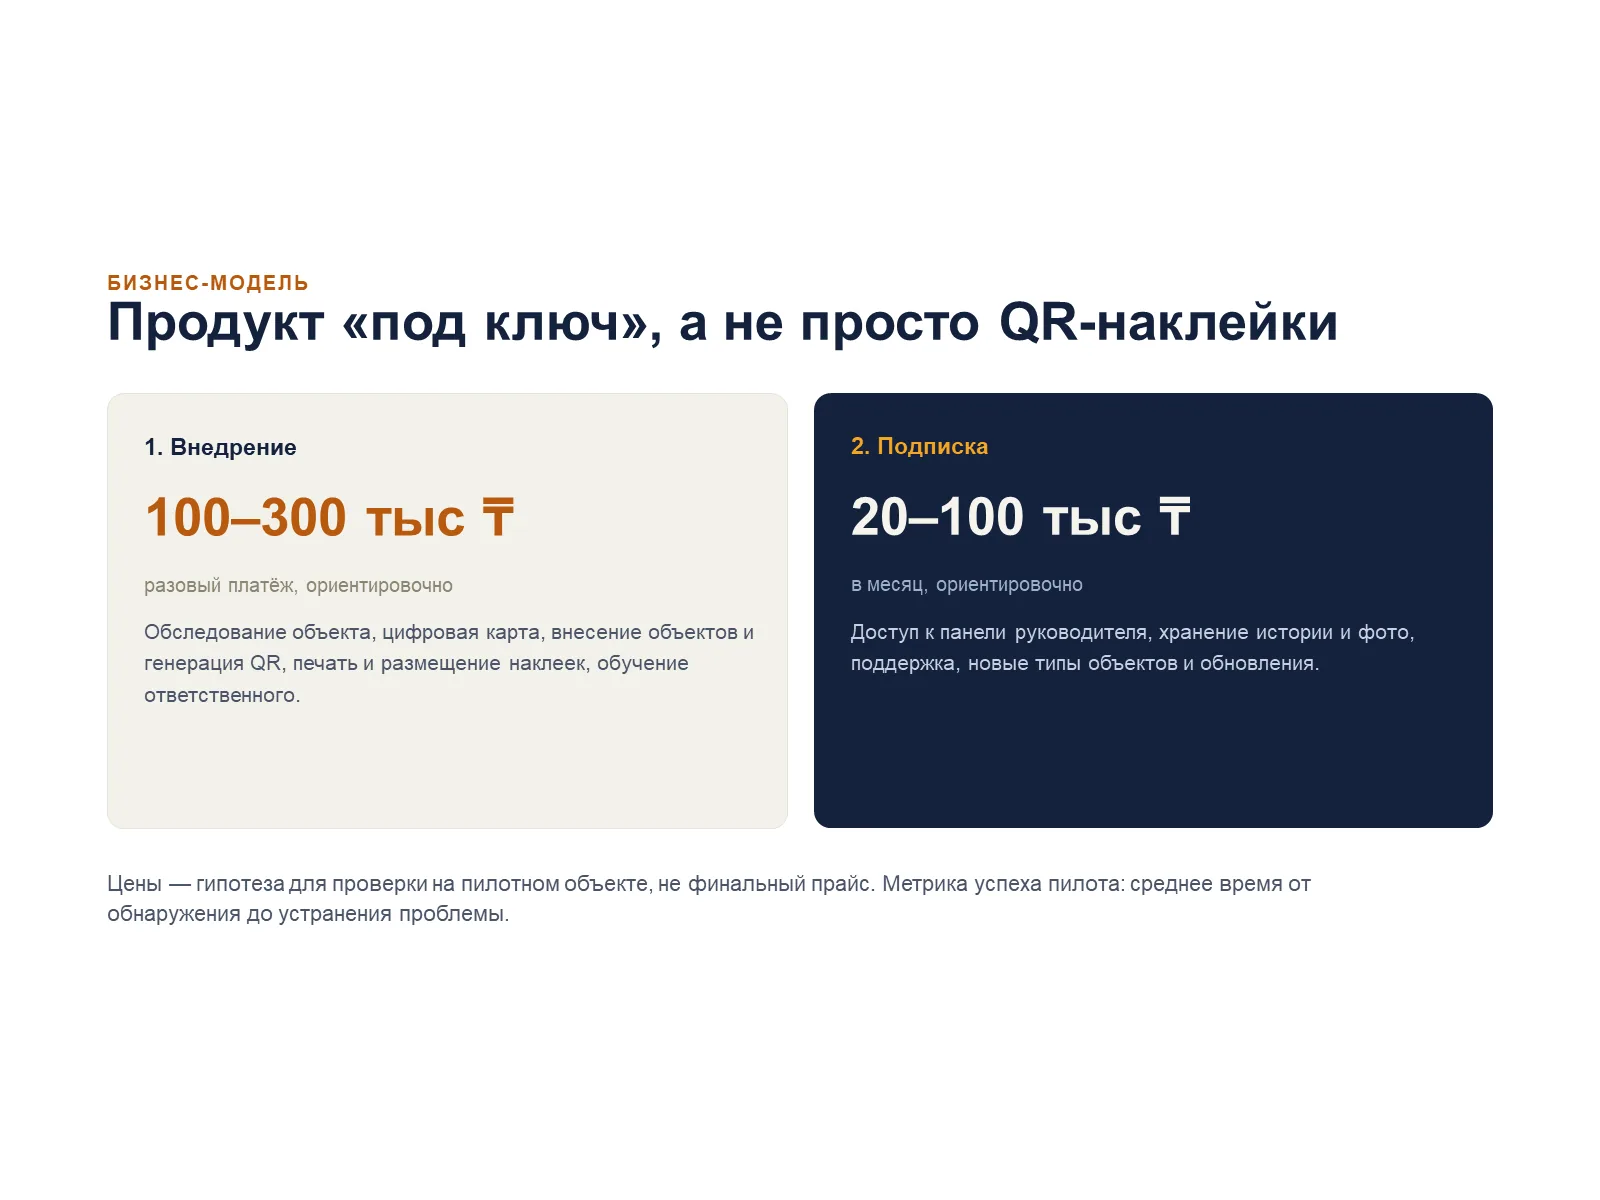 БИЗНЕС-МОДЕЛЬ
Продукт «под ключ», а не просто QR-наклейки
1. Внедрение
100–300 тыс ₸
разовый платёж, ориентировочно
Обследование объекта, цифровая карта, внесение объектов и
генерация QR, печать и размещение наклеек, обучение
ответственного.
2. Подписка
20–100 тыс ₸
в месяц, ориентировочно
Доступ к панели руководителя, хранение истории и фото,
поддержка, новые типы объектов и обновления.
Цены — гипотеза для проверки на пилотном объекте, не финальный прайс. Метрика успеха пилота: среднее время от
обнаружения до устранения проблемы.